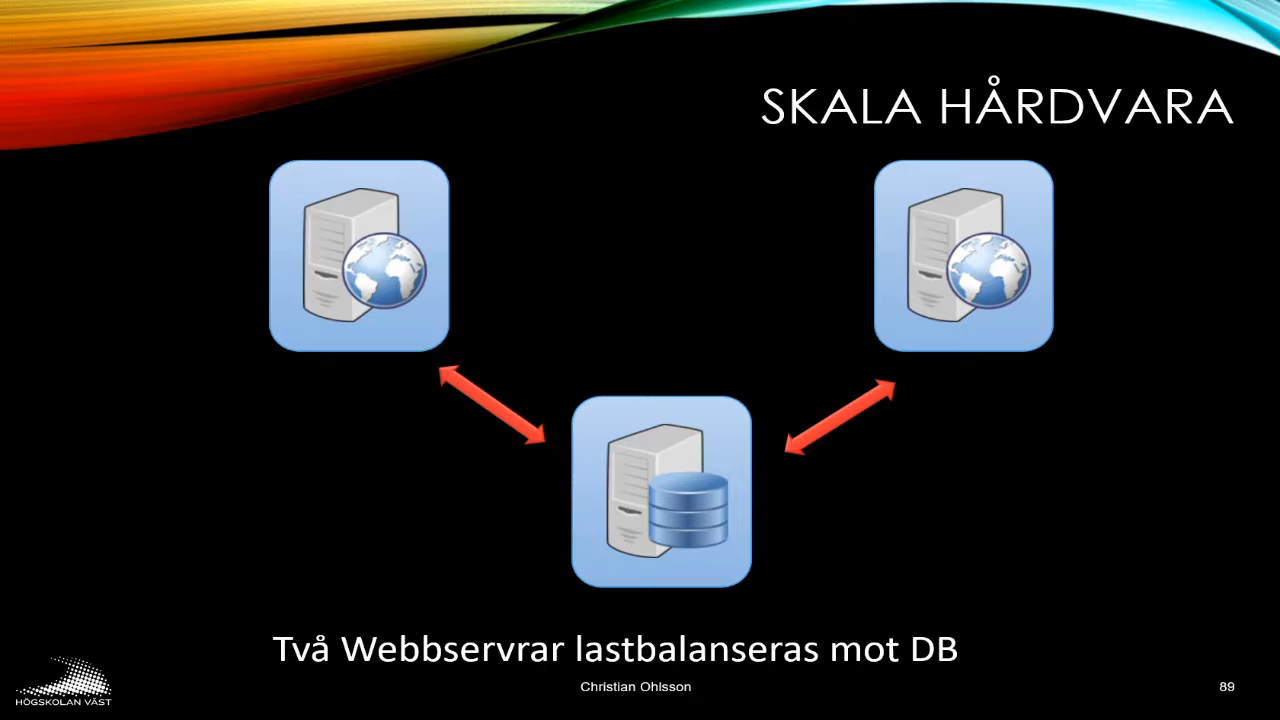 SKALA HÅRDVARA
Två Webbservrar lastbalanseras mot DB
HÖGSKOLAN VÄST
Christian Ohlsson
89